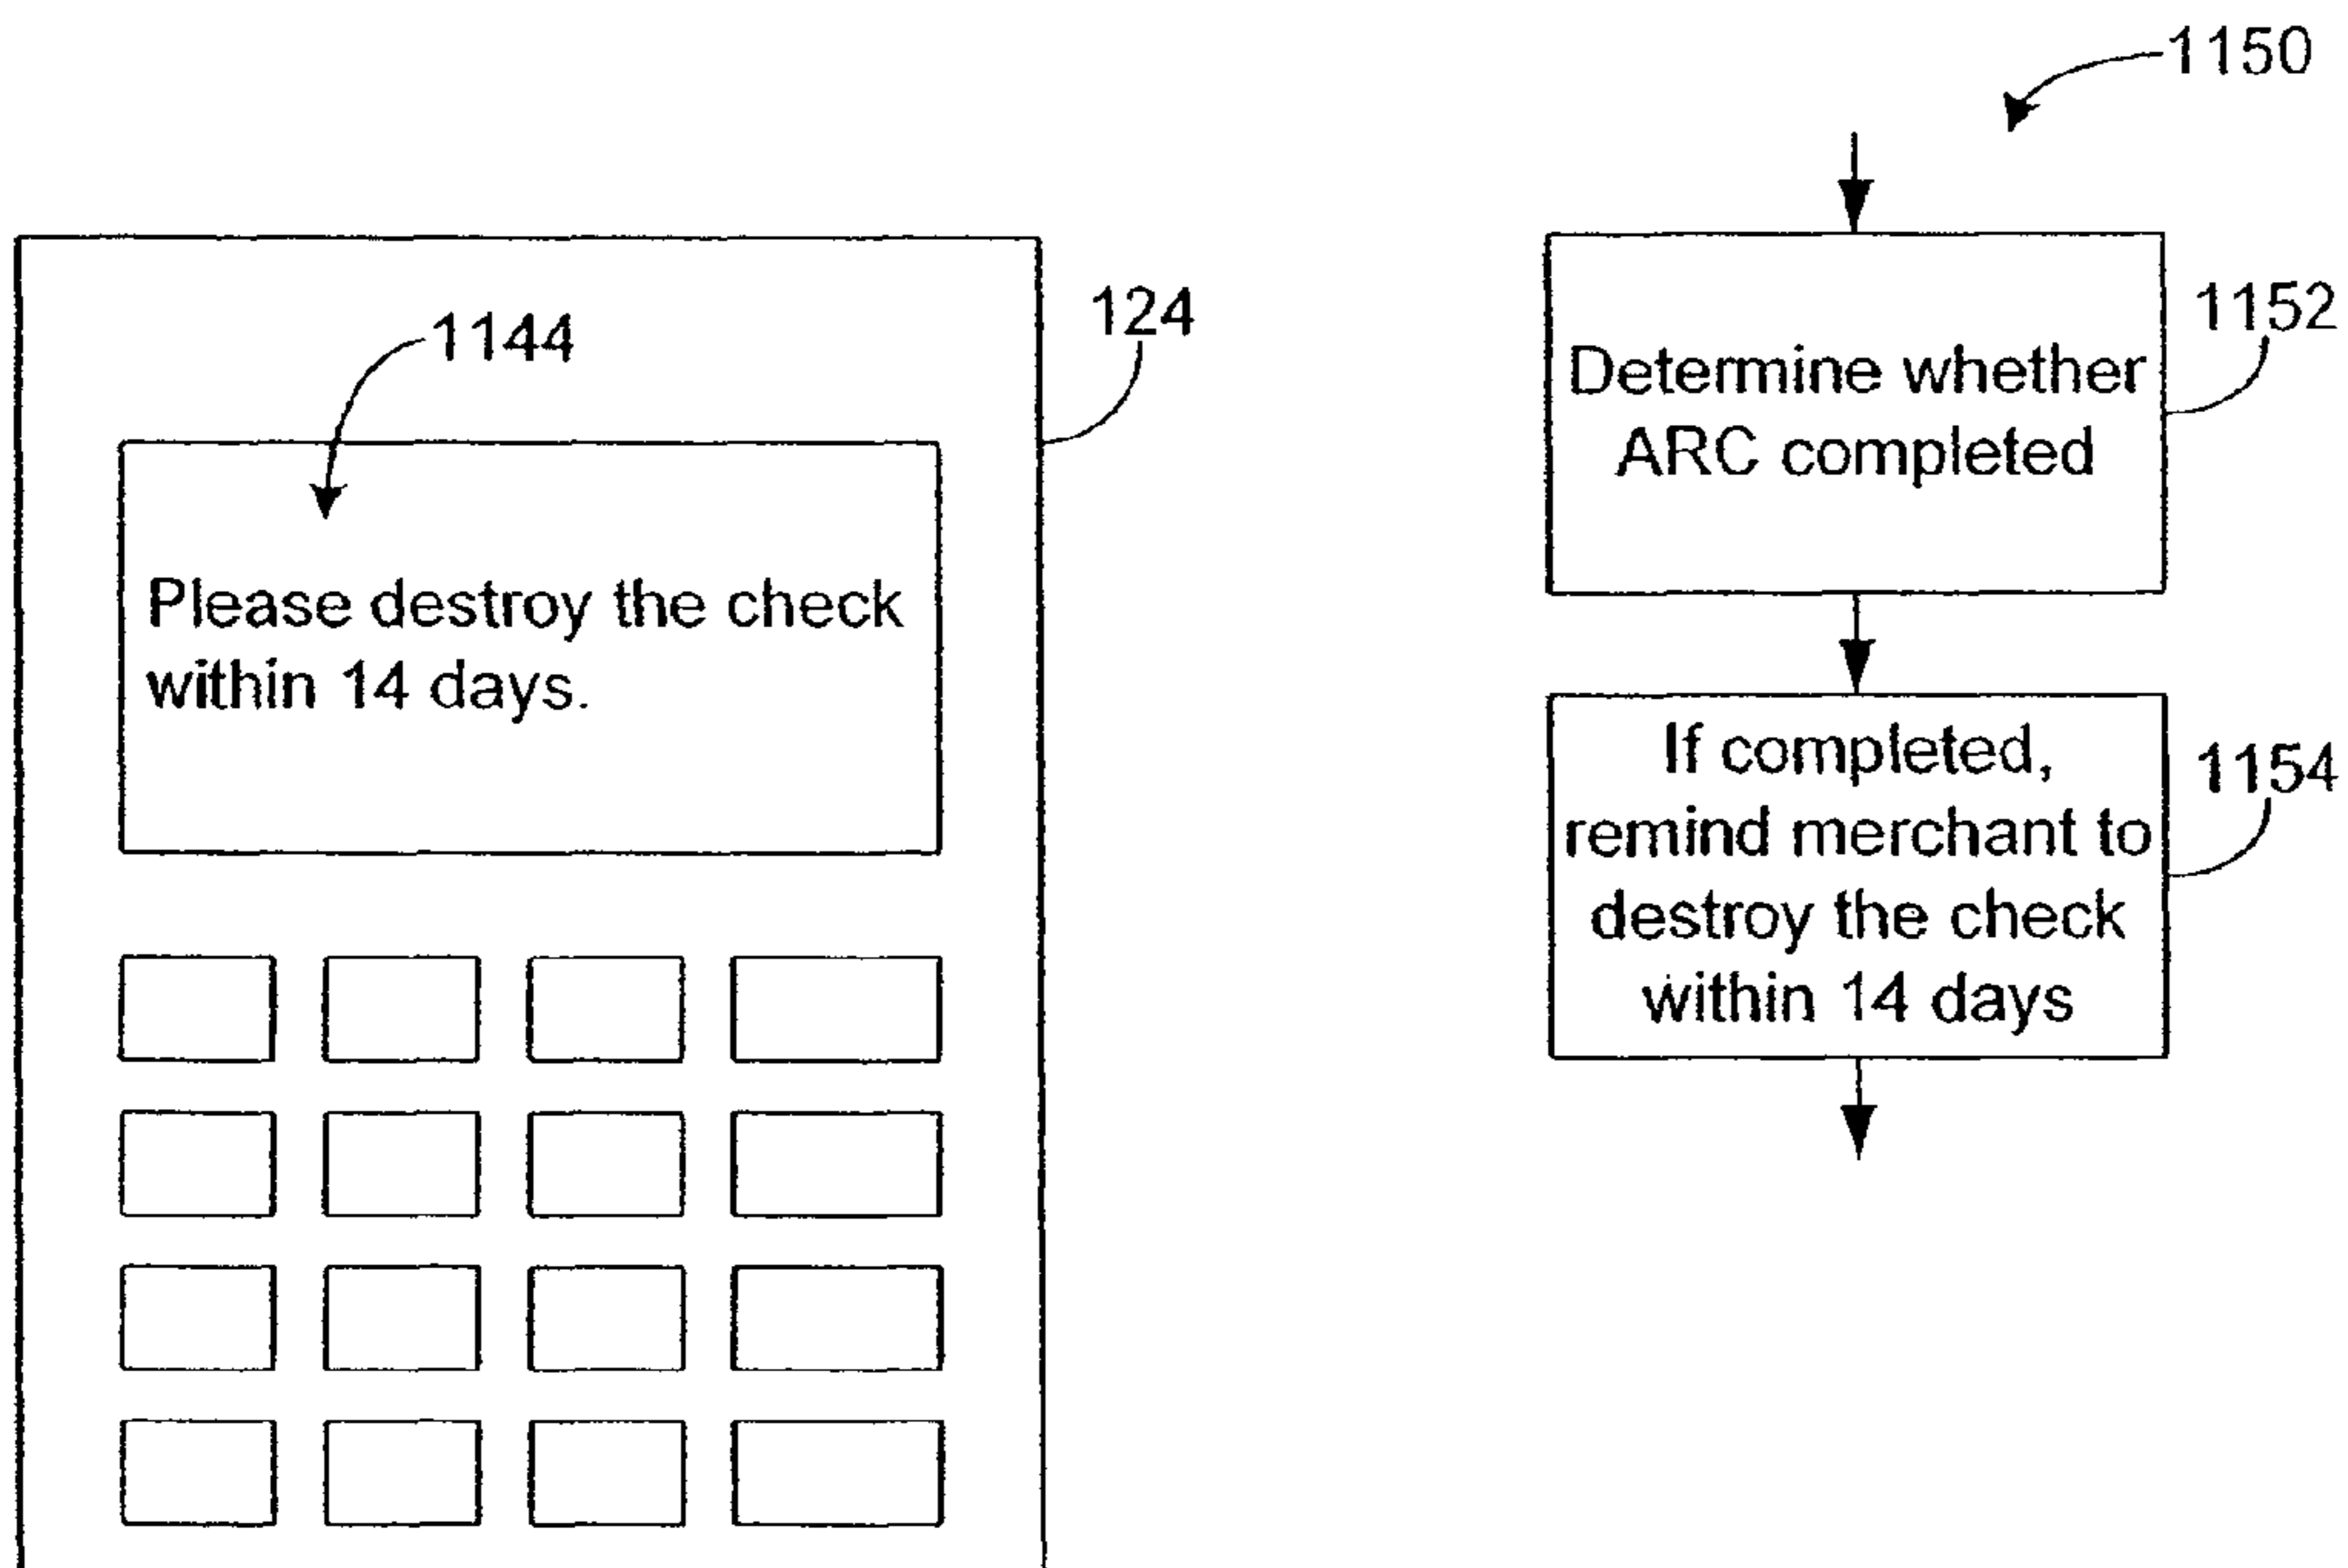 1144
124
Please destroy the check
within 14 days.
1150
Determine whether
ARC completed
1152
If completed,
remind merchant to
destroy the check
within 14 days
1154